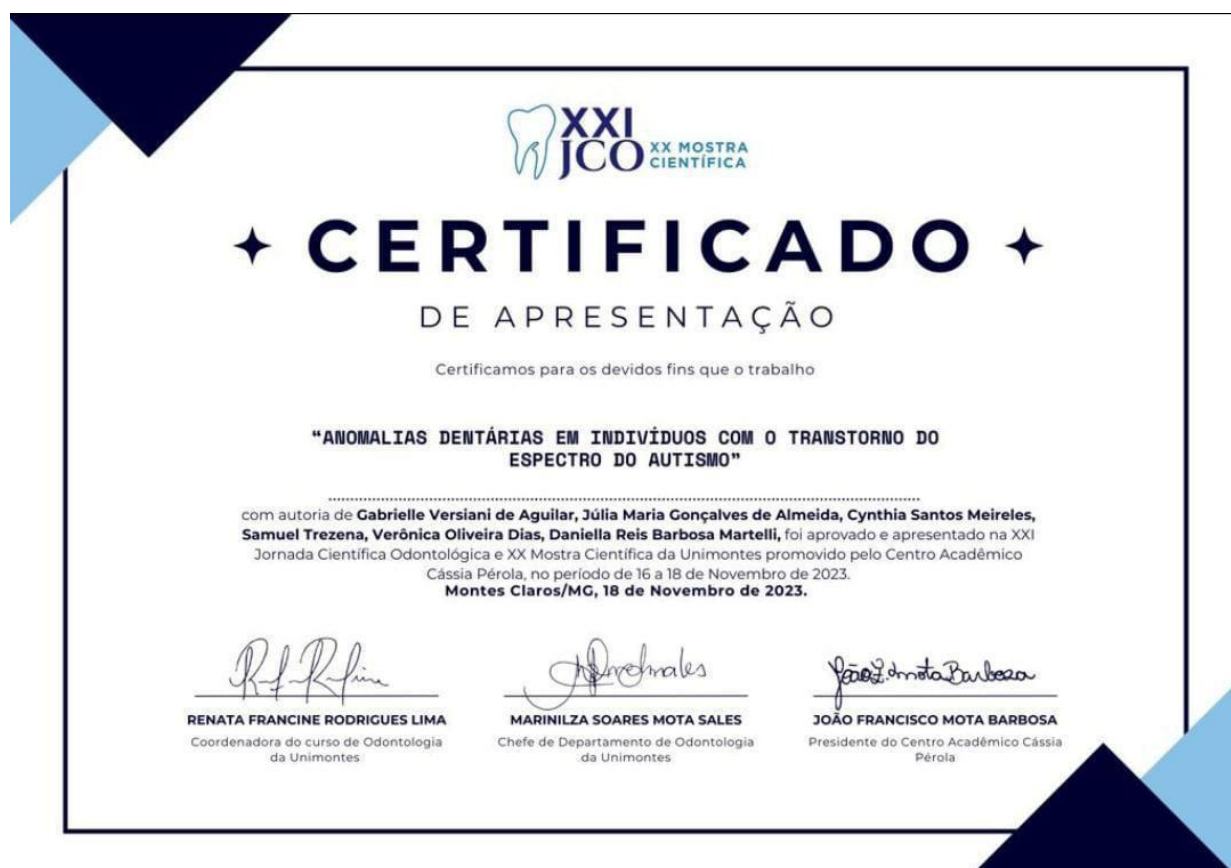 XXI
JCO XX MOSTRA
CIENTÍFICA
CERTIFICADO
DE APRESENTAÇÃO
Certificamos para os devidos fins que o trabalho
“ANOMALIAS DENTÁRIAS EM INDIVÍDUOS COM O TRANSTORNO DO
ESPECTRO DO AUTISMO”
com autoria de Gabrielle Versiani de Aguilar, Júlia Maria Gonçalves de Almeida, Cynthia Santos Meireles,
Samuel Trezena, Verônica Oliveira Dias, Daniella Reis Barbosa Martelli, foi aprovado e apresentado na XXI
Jornada Científica Odontológica e XX Mostra Científica da Unimontes promovido pelo Centro Acadêmico
Cássia Pérola, no período de 16 a 18 de Novembro de 2023.
Montes Claros/MG, 18 de Novembro de 2023.
RENATA FRANCINE RODRIGUES LIMA
Coordenadora do curso de Odontologia
da Unimontes
MARINILZA SOARES MOTA SALES
Chefe de Departamento de Odontologia
da Unimontes
JOÃO FRANCISCO MOTA BARBOSA
Presidente do Centro Acadêmico Cássia
Pérola